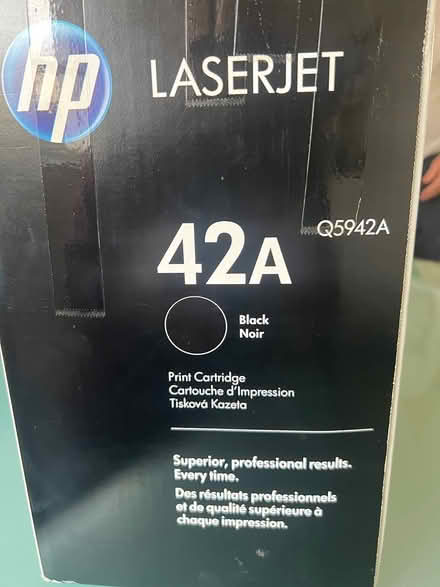 hp
LASERJET
Q5942A
42A
Black
Noir
Print Cartridge
Cartouche d'Impression
Tisková Kazeta
Superior, professional results.
Every time.
Des résultats professionnels
et de qualité supérieure à
chaque impression.